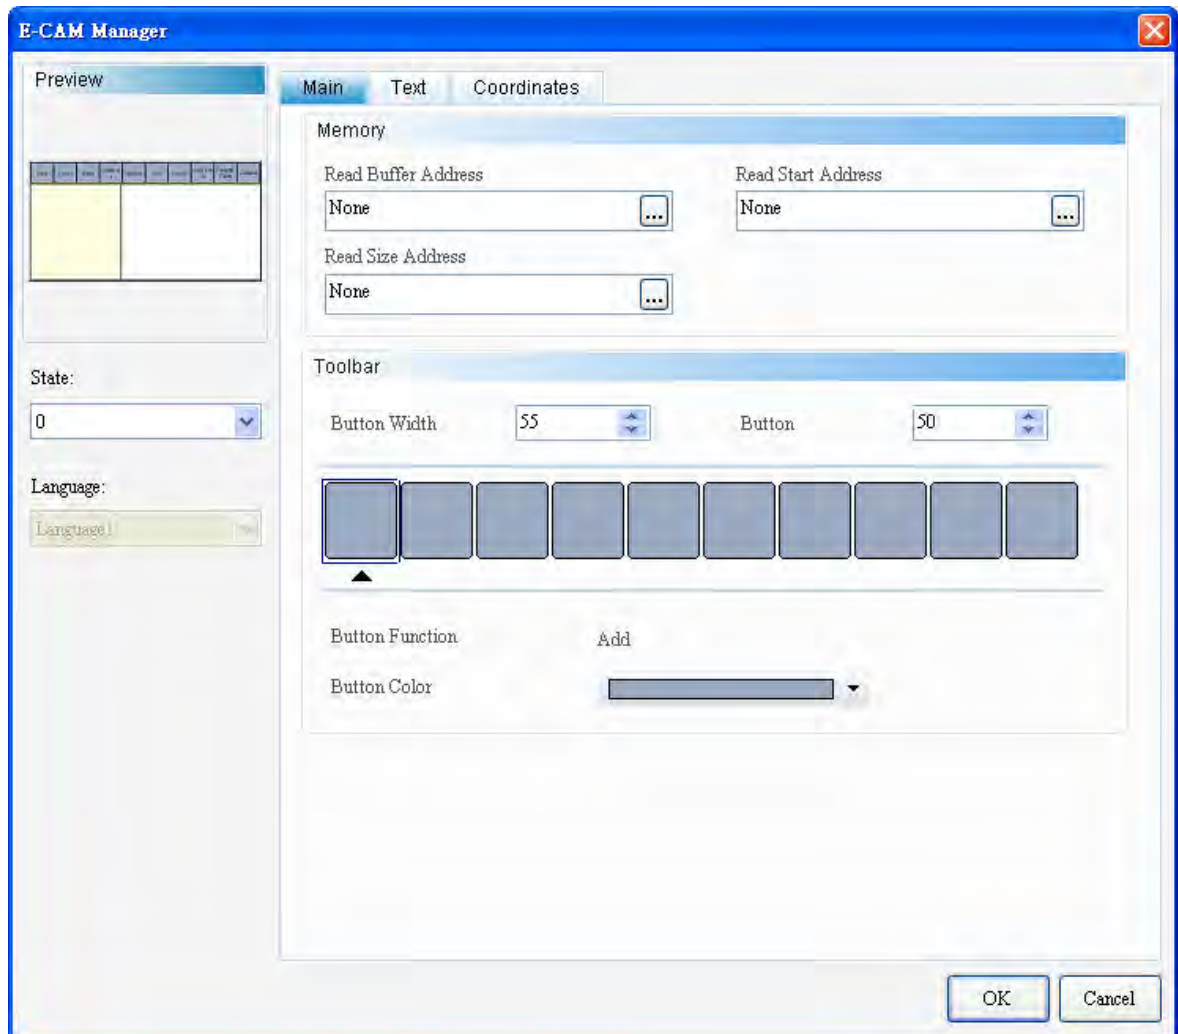 E-CAM Manager
Preview
Main Text Coordinates
Memory
Read Buffer Address Read Start Address
None ... None ...
Read Size Address
None ...
State:
0
Toolbar
Button Width 55 Button 50
Language:
Language1
Button Function Add
Button Color
OK Cancel